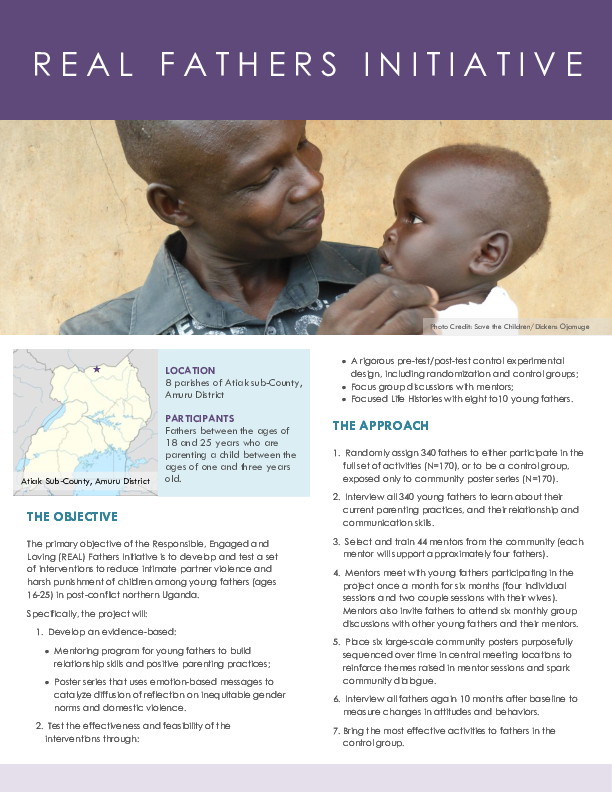 REAL FATHERS INITIATIVE
Photo Credit: Save the Children/Dickens Ojamuge
Atiak Sub-County, Amuru District
LOCATION
8 parishes of Atiak sub-County,
Amuru District
PARTICIPANTS
Fathers between the ages of
18 and 25 years who are
parenting a child between the
ages of one and three years
old.
THE OBJECTIVE
The primary objective of the Responsible, Engaged and
Loving (REAL) Fathers Initiative is to develop and test a set
of interventions to reduce intimate partner violence and
harsh punishment of children among young fathers (ages
16-25) in post-conflict northern Uganda.
Specifically, the project will:
1. Develop an evidence-based:
• Mentoring program for young fathers to build
relationship skills and positive parenting practices;
• Poster series that uses emotion-based messages to
catalyze diffusion of reflection on inequitable gender
norms and domestic violence.
2. Test the effectiveness and feasibility of the
interventions through:
• A rigorous pre-test/post-test control experimental
design, including randomization and control groups;
• Focus group discussions with mentors;
• Focused Life Histories with eight to10 young fathers.
THE APPROACH
1. Randomly assign 340 fathers to either participate in the
full set of activities (N=170), or to be a control group,
exposed only to community poster series (N=170).
2. Interview all 340 young fathers to learn about their
current parenting practices, and their relationship and
communication skills.
3. Select and train 44 mentors from the community (each
mentor will support approximately four fathers).
4. Mentors meet with young fathers participating in the
project once a month for six months (four individual
sessions and two couple sessions with their wives).
Mentors also invite fathers to attend six monthly group
discussions with other young fathers and their mentors.
5. Place six large-scale community posters purposefully
sequenced over time in central meeting locations to
reinforce themes raised in mentor sessions and spark
community dialogue.
6. Interview all fathers again 10 months after baseline to
measure changes in attitudes and behaviors.
7. Bring the most effective activities to fathers in the
control group.